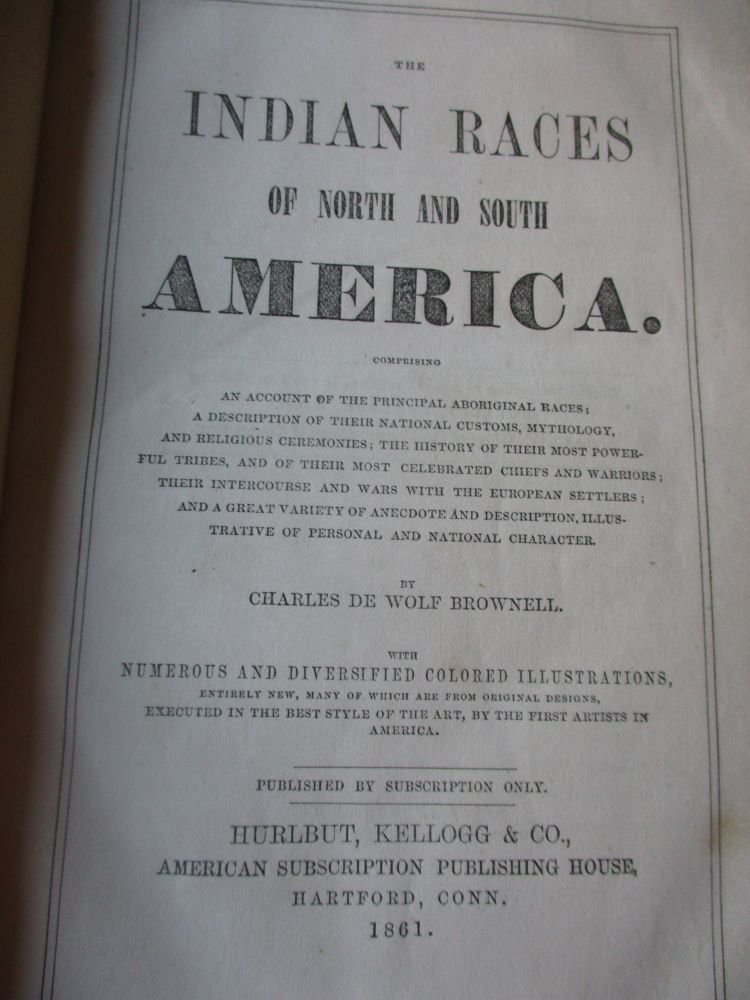 THE
INDIAN RACES
OF NORTH AND SOUTH
AMERICA.
COMPRISING
AN ACCOUNT OF THE PRINCIPAL ABORIGINAL RACES;
A DESCRIPTION OF THEIR NATIONAL CUSTOMS, MYTHOLOGY,
AND RELIGIOUS CEREMONIES; THE HISTORY OF THEIR MOST POWER-
FUL TRIBES, AND OF THEIR MOST CELEBRATED CHIEFS AND WARRIORS;
THEIR INTERCOURSE AND WARS WITH THE EUROPEAN SETTLERS;
AND A GREAT VARIETY OF ANECDOTE AND DESCRIPTION, ILLUS-
TRATIVE OF PERSONAL AND NATIONAL CHARACTER.
BY
CHARLES DE WOLF BROWNELL.
WITH
NUMEROUS AND DIVERSIFIED COLORED ILLUSTRATIONS,
ENTIRELY NEW, MANY OF WHICH ARE FROM ORIGINAL DESIGNS,
EXECUTED IN THE BEST STYLE OF THE ART, BY THE FIRST ARTISTS IN
AMERICA.
PUBLISHED BY SUBSCRIPTION ONLY.
HURLBUT, KELLOGG & CO.,
AMERICAN SUBSCRIPTION PUBLISHING HOUSE,
HARTFORD, CONN.
1861.